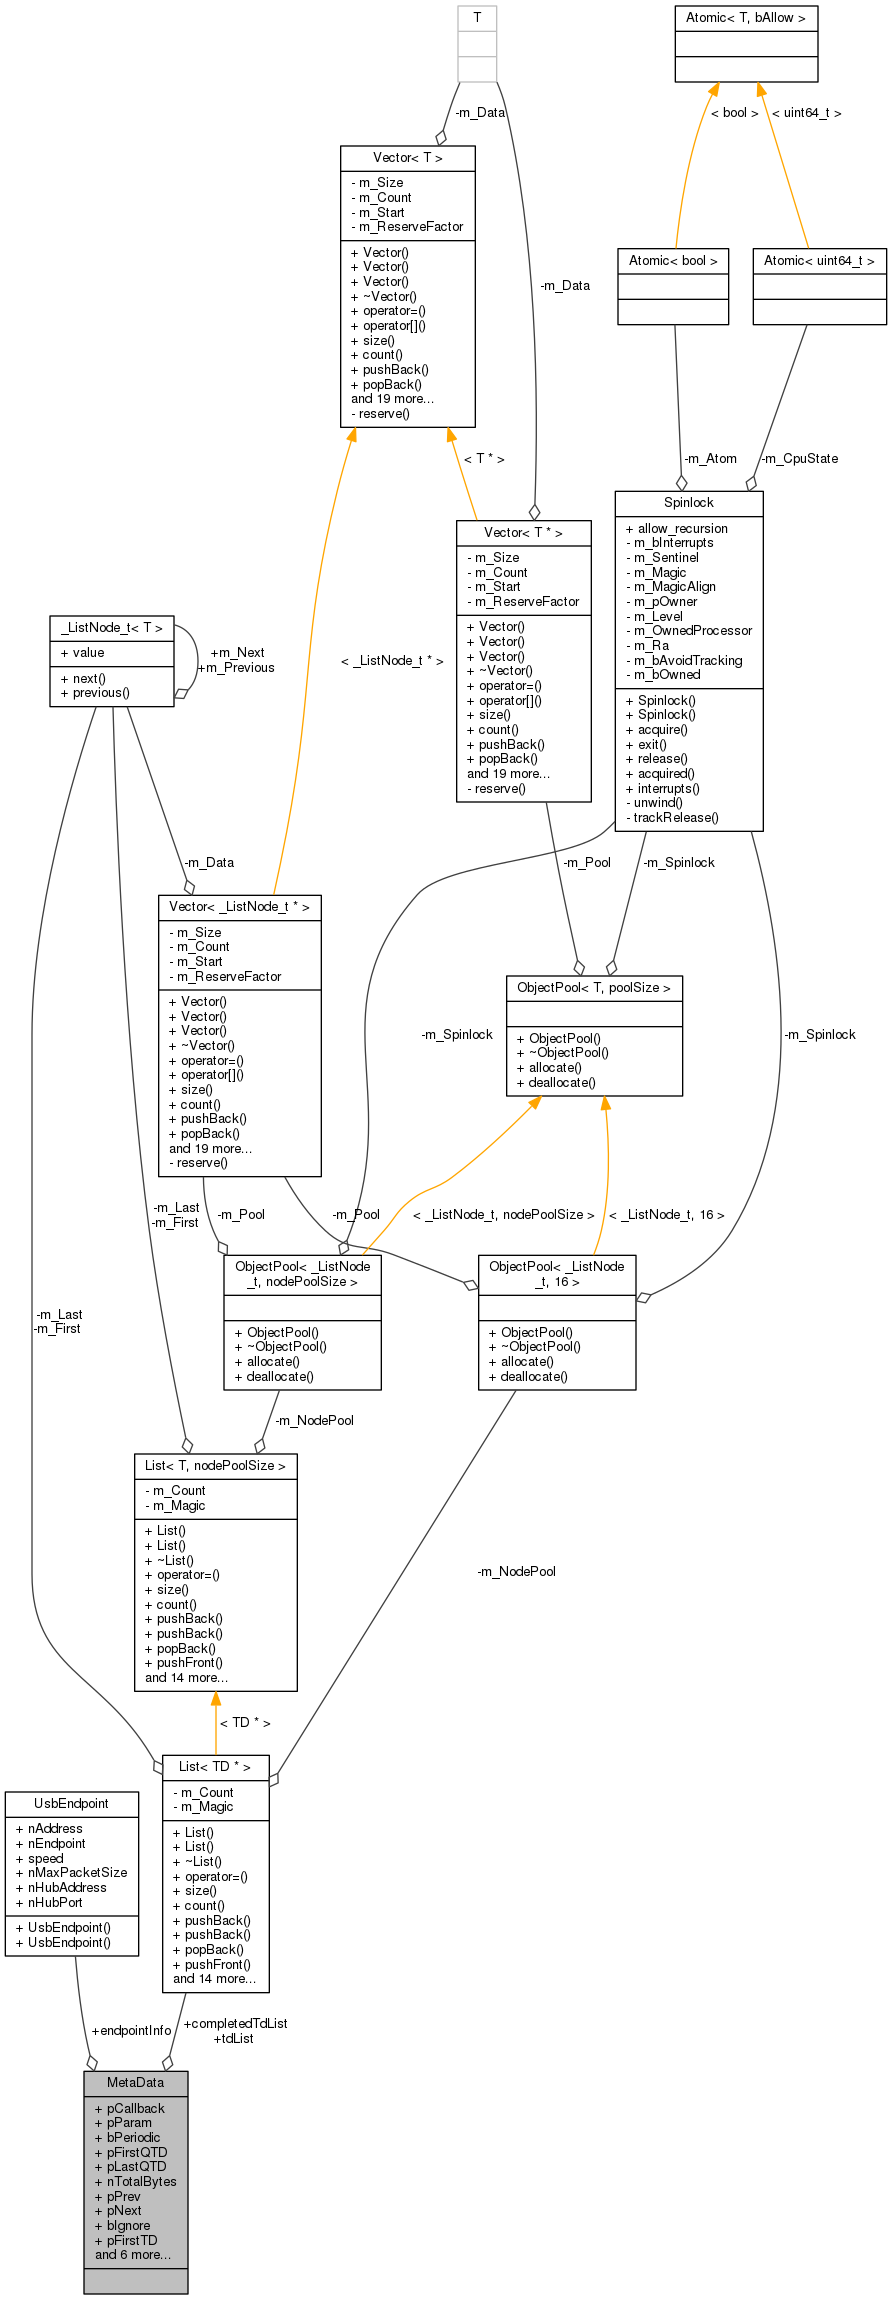 T
Atomic< T, bAllow >
-m_Data
< bool >
< uint64_t >
Vector< T >
- m_Size
- m_Count
- m_Start
- m_ReserveFactor
+ Vector()
+ Vector()
+ Vector()
+ ~Vector()
+ operator=()
+ operator[]()
+ size()
+ count()
+ pushBack()
+ popBack()
and 19 more...
- reserve()
-m_Data
Atomic< bool >
Atomic< uint64_t >
< T * >
-m_Atom
-m_CpuState
Vector< T * >
- m_Size
- m_Count
- m_Start
- m_ReserveFactor
+ Vector()
+ Vector()
+ Vector()
+ ~Vector()
+ operator=()
+ operator[]()
+ size()
+ count()
+ pushBack()
+ popBack()
and 19 more...
- reserve()
Spinlock
+ allow_recursion
- m_bInterrupts
- m_Sentinel
- m_Magic
- m_MagicAlign
- m_pOwner
- m_Level
- m_OwnedProcessor
- m_Ra
- m_bAvoidTracking
- m_bOwned
+ Spinlock()
+ Spinlock()
+ acquire()
+ exit()
+ release()
+ acquired()
+ interrupts()
- unwind()
- trackRelease()
_ListNode_t< T >
+ value
+ next()
+ previous()
+m_Next
+m_Previous
< _ListNode_t * >
-m_Data
-m_Pool
-m_Spinlock
Vector< _ListNode_t * >
- m_Size
- m_Count
- m_Start
- m_ReserveFactor
+ Vector()
+ Vector()
+ Vector()
+ ~Vector()
+ operator=()
+ operator[]()
+ size()
+ count()
+ pushBack()
+ popBack()
and 19 more...
- reserve()
ObjectPool< T, poolSize >
+ ObjectPool()
+ ~ObjectPool()
+ allocate()
+ deallocate()
-m_Spinlock
-m_Spinlock
-m_Last
-m_First
-m_Pool
-m_Pool
< _ListNode_t, nodePoolSize >
< _ListNode_t, 16 >
ObjectPool< _ListNode
_t, nodePoolSize >
+ ObjectPool()
+ ~ObjectPool()
+ allocate()
+ deallocate()
ObjectPool< _ListNode
_t, 16 >
+ ObjectPool()
+ ~ObjectPool()
+ allocate()
+ deallocate()
-m_Last
-m_First
-m_NodePool
List< T, nodePoolSize >
- m_Count
- m_Magic
+ List()
+ List()
+ ~List()
+ operator=()
+ size()
+ count()
+ pushBack()
+ pushBack()
+ popBack()
+ pushFront()
and 14 more...
-m_NodePool
< TD * >
List< TD * >
- m_Count
- m_Magic
+ List()
+ List()
+ ~List()
+ operator=()
+ size()
+ count()
+ pushBack()
+ pushBack()
+ popBack()
+ pushFront()
and 14 more...
UsbEndpoint
+ nAddress
+ nEndpoint
+ speed
+ nMaxPacketSize
+ nHubAddress
+ nHubPort
+ UsbEndpoint()
+ UsbEndpoint()
+endpointInfo
+completedTdList
+tdList
MetaData
+ pCallback
+ pParam
+ bPeriodic
+ pFirstQTD
+ pLastQTD
+ nTotalBytes
+ pPrev
+ pNext
+ bIgnore
+ pFirstTD
and 6 more...